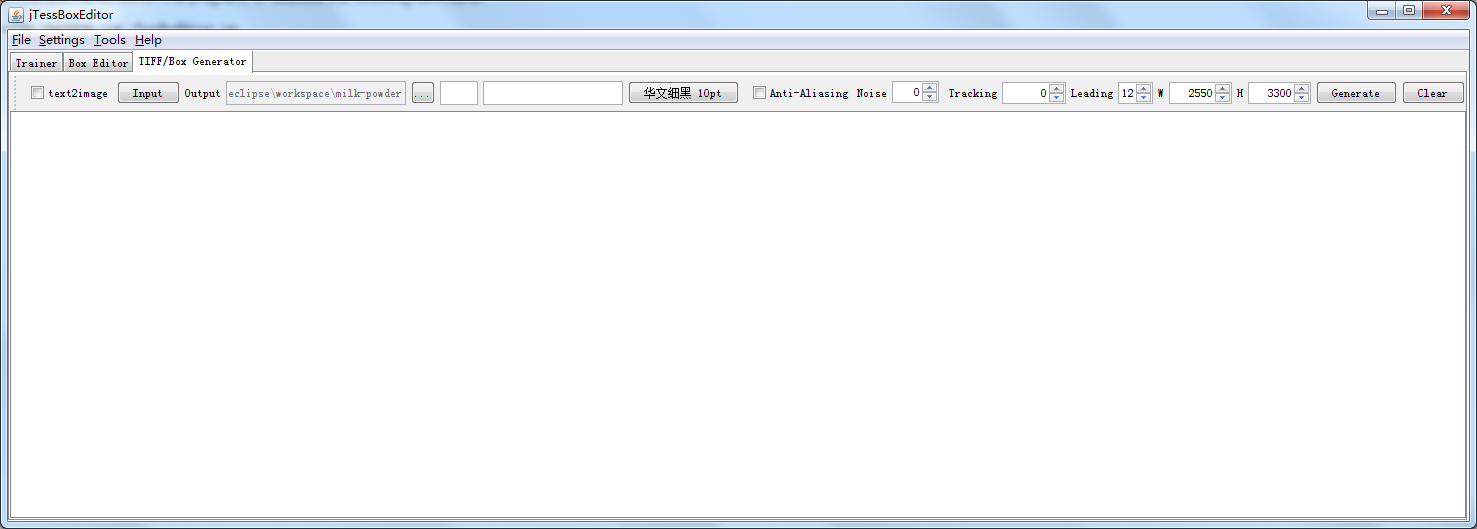 jTessBoxEditor
File Settings Tools Help
Trainer Box Editor TIFF/Box Generator
text2image Input Output eclipse\workspace\milk-powder ... 华文细黑 10pt Anti-Aliasing Noise 0 Tracking 0 Leading 12 W 2550 H 3300 Generate Clear